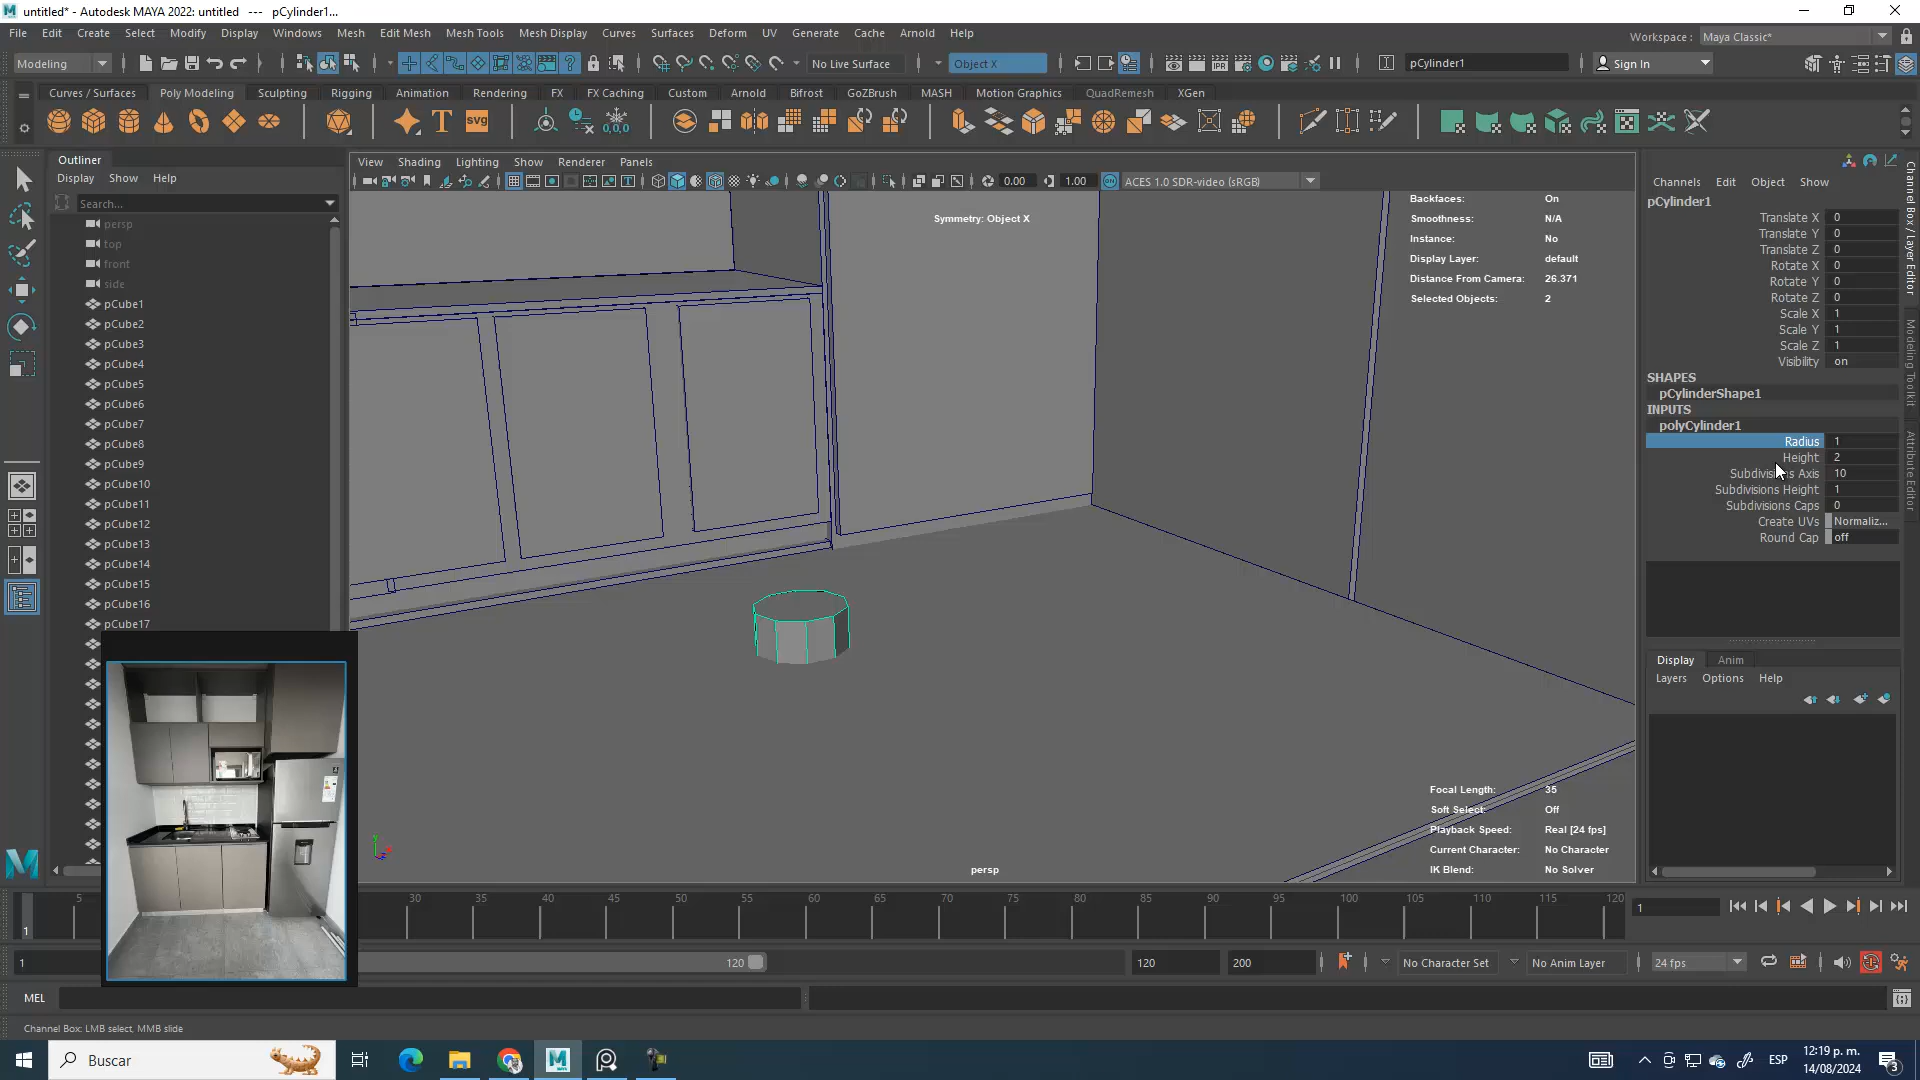 untitled* - Autodesk MAYA 2022: untitled --- pCylinder1...
File Edit Create Select Modify Display Windows Mesh Edit Mesh Mesh Tools Mesh Display Curves Surfaces Deform UV Generate Cache Arnold Help
Workspace : Maya Classic*
Modeling No Live Surface Object X pCylinder1 Sign In
Curves / Surfaces Poly Modeling Sculpting Rigging Animation Rendering FX FX Caching Custom Arnold Bifrost GoZBrush MASH Motion Graphics QuadRemesh XGen
Outliner
Display Show Help
Search...
persp
top
front
side
pCube1
pCube2
pCube3
pCube4
pCube5
pCube6
pCube7
pCube8
pCube9
pCube10
pCube11
pCube12
pCube13
pCube14
pCube15
pCube16
pCube17
View Shading Lighting Show Renderer Panels
0.00 1.00 ACES 1.0 SDR-video (sRGB)
Symmetry: Object X
Backfaces: On
Smoothness: N/A
Instance: No
Display Layer: default
Distance From Camera: 26.371
Selected Objects: 2
Focal Length: 35
Soft Select: Off
Playback Speed: Real [24 fps]
Current Character: No Character
IK Blend: No Solver
persp
Channels Edit Object Show
pCylinder1
Translate X 0
Translate Y 0
Translate Z 0
Rotate X 0
Rotate Y 0
Rotate Z 0
Scale X 1
Scale Y 1
Scale Z 1
Visibility on
SHAPES
pCylinderShape1
INPUTS
polyCylinder1
Radius 1
Height 2
Subdivisions Axis 10
Subdivisions Height 1
Subdivisions Caps 0
Create UVs Normaliz...
Round Cap off
Display Anim
Layers Options Help
Channel Box / Layer Editor
Modeling Toolkit
Attribute Editor
5 30 35 40 45 50 55 60 65 70 75 80 85 90 95 100 105 110 115 120
1
1
1 120 120 200 No Character Set No Anim Layer 24 fps
MEL
Channel Box: LMB select, MMB slide
Buscar
ESP
12:19 p. m.
14/08/2024
3